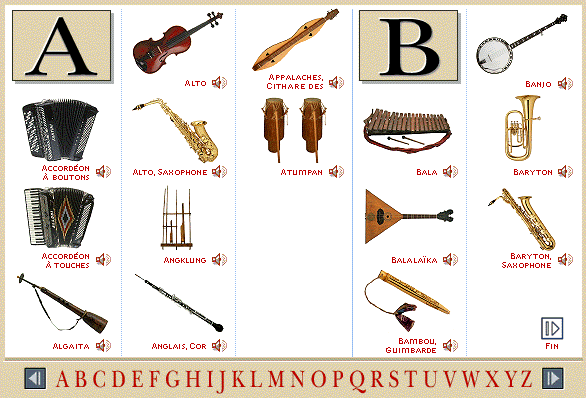 A
ALTO
APPALACHES,
CITHARE DES
B
BANJO
ACCORDÉON
À BOUTONS
ALTO, SAXOPHONE
ATUMPAN
BALA
BARYTON
ACCORDÉON
À TOUCHES
ANGKLUNG
BALALAÏKA
BARYTON,
SAXOPHONE
ALGAITA
ANGLAIS, COR
BAMBOU,
GUIMBARDE
FIN
A B C D E F G H I J K L M N O P Q R S T U V W X Y Z